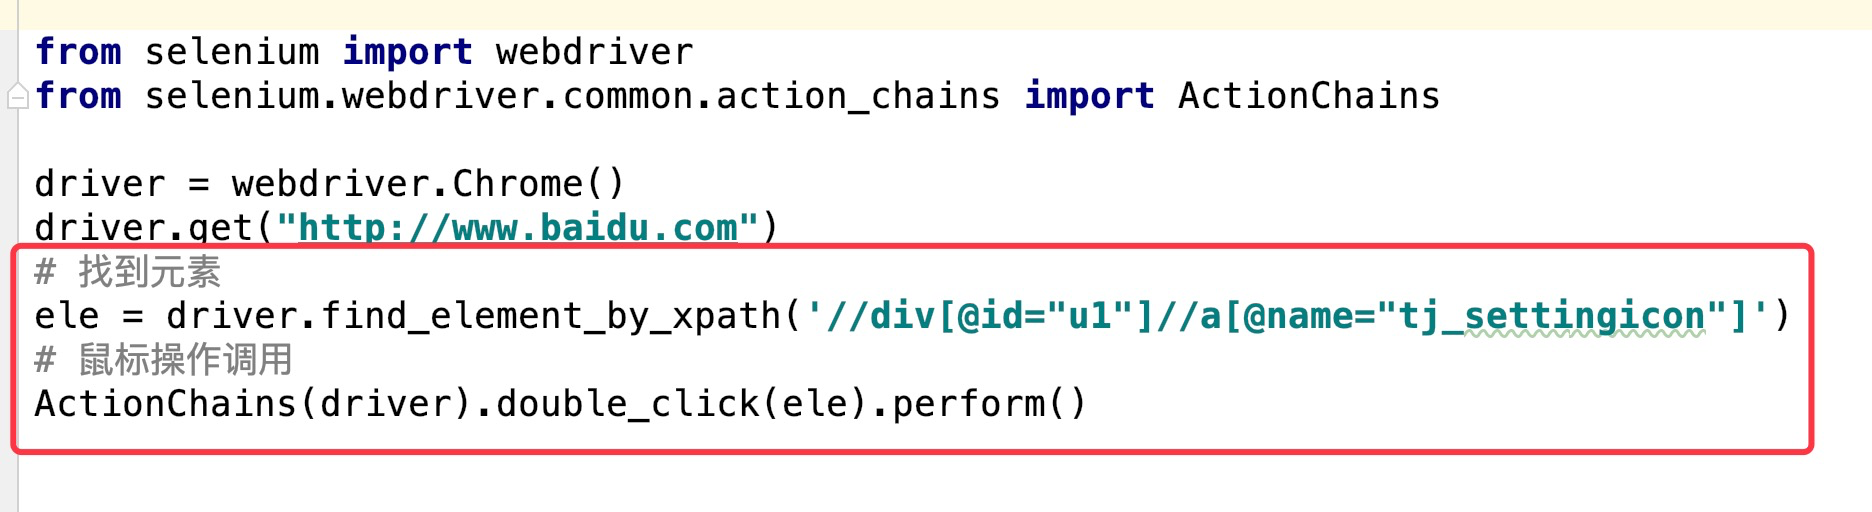 from selenium import webdriver
from selenium.webdriver.common.action_chains import ActionChains
driver = webdriver.Chrome()
driver.get("http://www.baidu.com")
# 找到元素
ele = driver.find_element_by_xpath('//div[@id="u1"]//a[@name="tj_settingicon"]')
# 鼠标操作调用
ActionChains(driver).double_click(ele).perform()